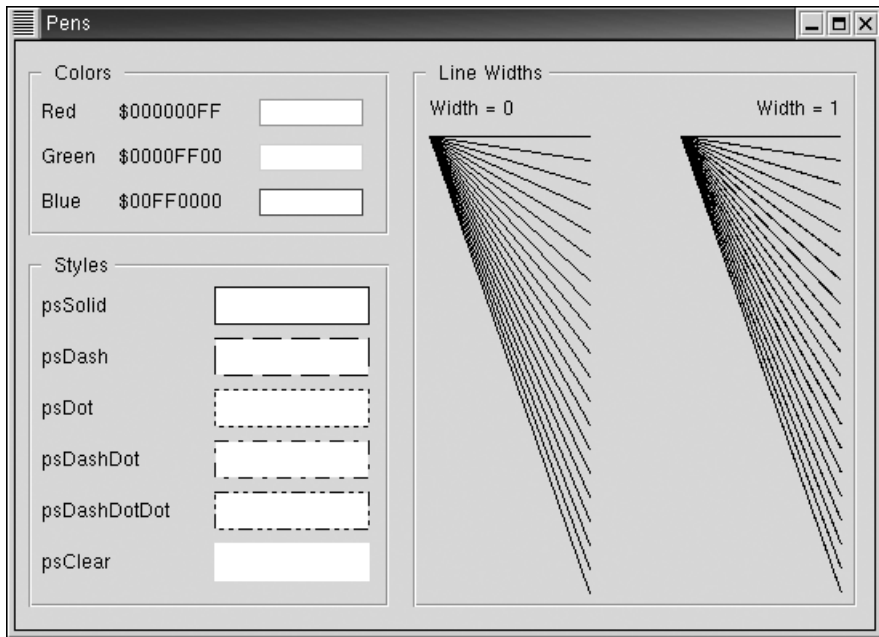 Pens
Colors
Red $000000FF
Green $0000FF00
Blue $00FF0000
Styles
psSolid
psDash
psDot
psDashDot
psDashDotDot
psClear
Line Widths
Width = 0
Width = 1